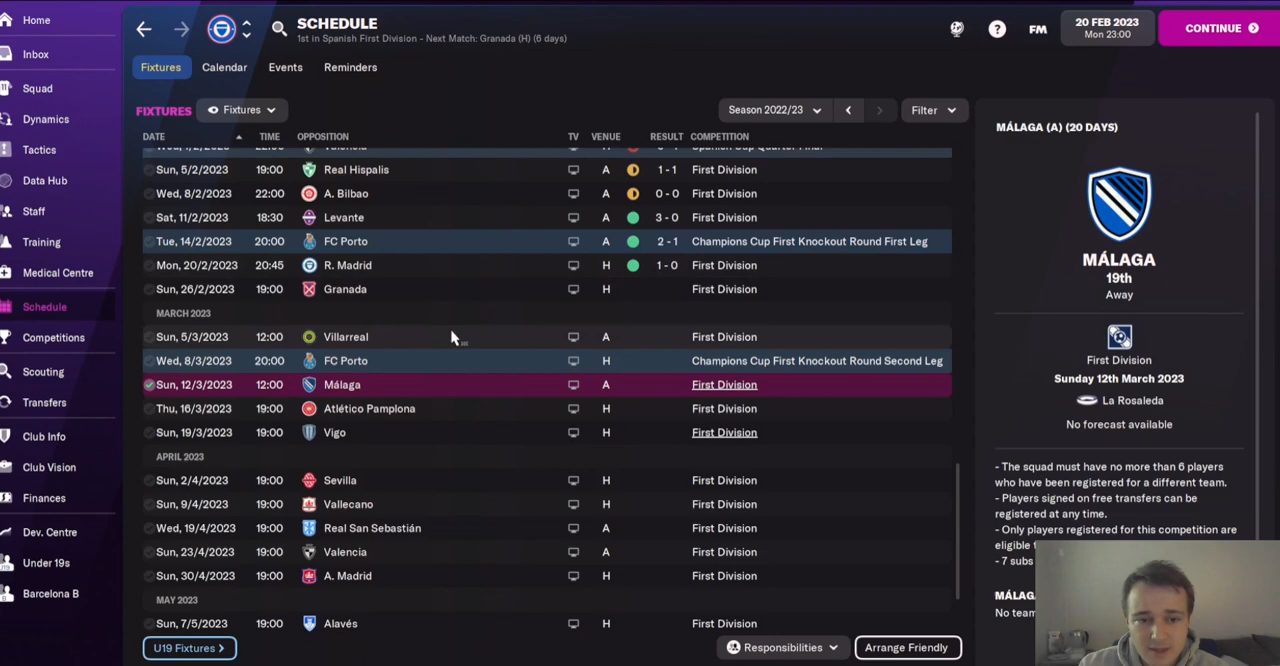 Home
Inbox
Squad
Dynamics
Tactics
Data Hub
Staff
Training
Medical Centre
Schedule
Competitions
Scouting
Transfers
Club Info
Club Vision
Finances
Dev. Centre
Under 19s
Barcelona B
SCHEDULE
1st in Spanish First Division - Next Match: Granada (H) (6 days)
FM
20 FEB 2023
Mon 23:00
CONTINUE
Fixtures Calendar Events Reminders
FIXTURES Fixtures Season 2022/23 Filter
DATE TIME OPPOSITION TV VENUE RESULT COMPETITION
Sun, 5/2/2023 19:00 Real Hispalis A 1 - 1 First Division
Wed, 8/2/2023 22:00 A. Bilbao A 0 - 0 First Division
Sat, 11/2/2023 18:30 Levante A 3 - 0 First Division
Tue, 14/2/2023 20:00 FC Porto A 2 - 1 Champions Cup First Knockout Round First Leg
Mon, 20/2/2023 20:45 R. Madrid H 1 - 0 First Division
Sun, 26/2/2023 19:00 Granada H First Division
MARCH 2023
Sun, 5/3/2023 12:00 Villarreal A First Division
Wed, 8/3/2023 20:00 FC Porto H Champions Cup First Knockout Round Second Leg
Sun, 12/3/2023 12:00 Málaga A First Division
Thu, 16/3/2023 19:00 Atlético Pamplona H First Division
Sun, 19/3/2023 19:00 Vigo H First Division
APRIL 2023
Sun, 2/4/2023 19:00 Sevilla H First Division
Sun, 9/4/2023 19:00 Vallecano H First Division
Wed, 19/4/2023 19:00 Real San Sebastián A First Division
Sun, 23/4/2023 19:00 Valencia A First Division
Sun, 30/4/2023 19:00 A. Madrid H First Division
MAY 2023
Sun, 7/5/2023 19:00 Alavés H First Division
U19 Fixtures Responsibilities Arrange Friendly
MÁLAGA (A) (20 DAYS)
MÁLAGA
19th
Away
First Division
Sunday 12th March 2023
La Rosaleda
No forecast available
- The squad must have no more than 6 players
who have been registered for a different team.
- Players signed on free transfers can be
registered at any time.
- Only players registered for this competition are
- 7 subs
No team